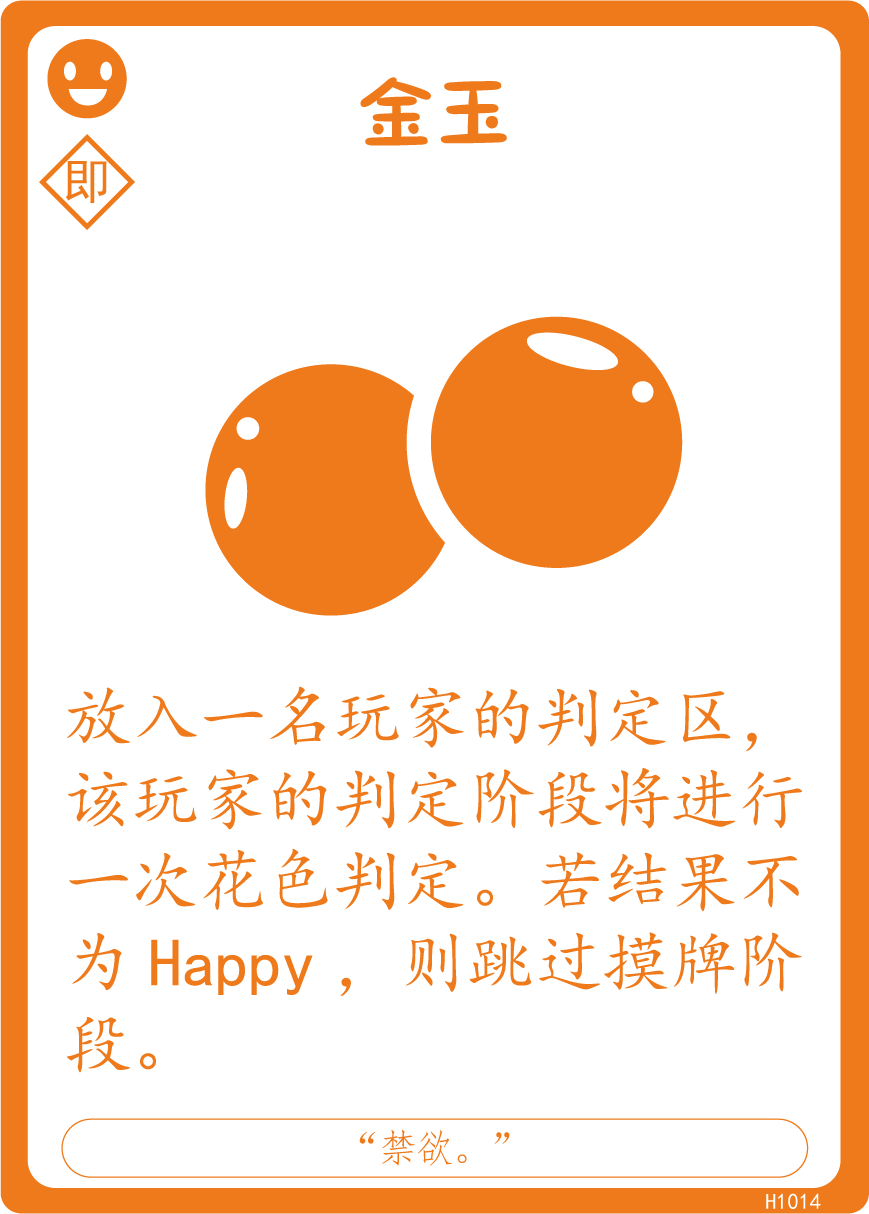 金玉
即
放入一名玩家的判定区，
该玩家的判定阶段将进行
一次花色判定。若结果不
为 Happy ，则跳过摸牌阶
段。
“禁欲。”
H1014